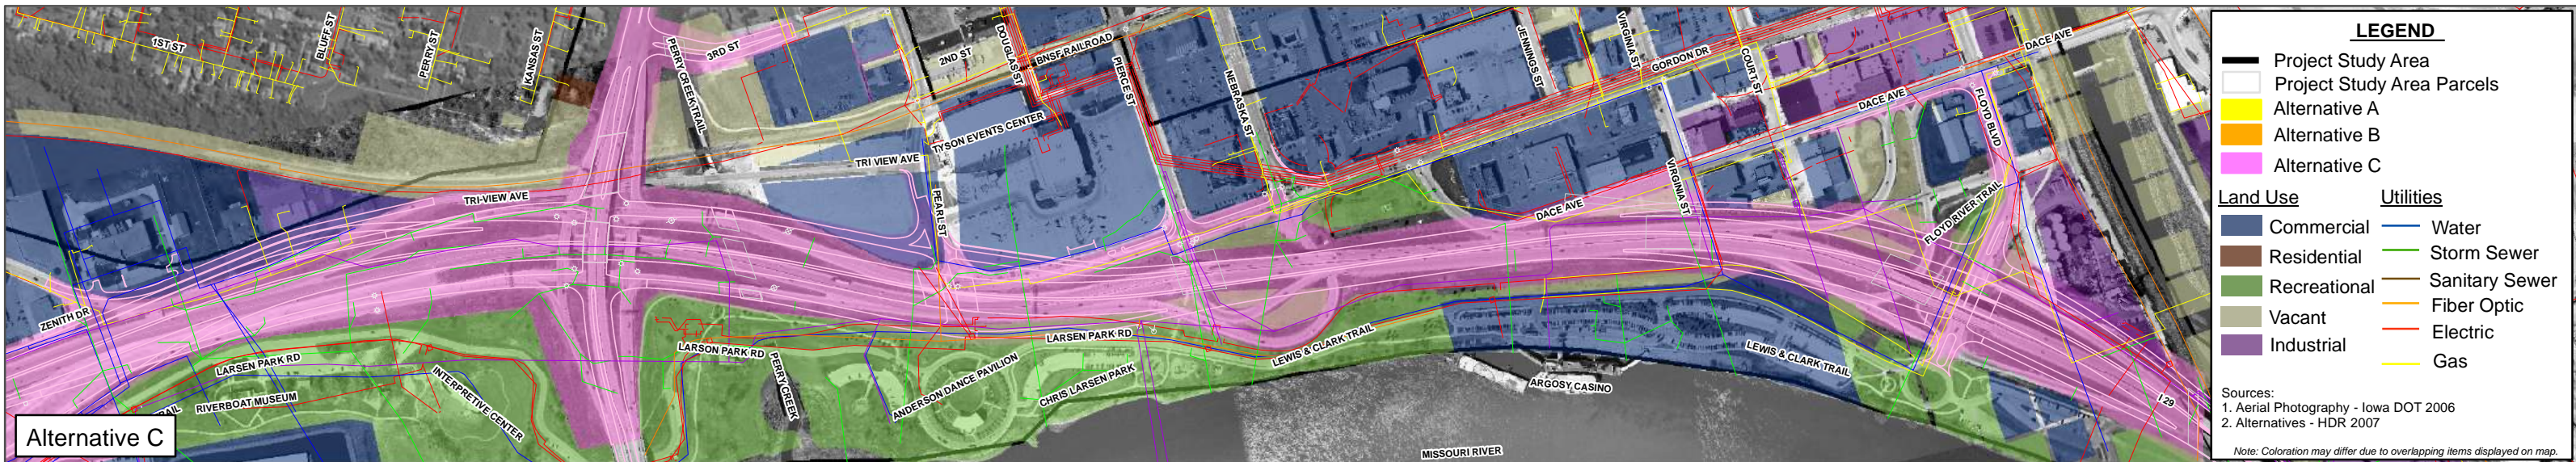 1ST ST
BLUFF ST
PERRY ST
KANSAS ST
PERRY CREEK TRAIL
3RD ST
2ND ST
DOUGLAS ST
BNSF RAILROAD
PIERCE ST
NEBRASKA ST
JENNINGS ST
VIRGINIA ST
GORDON DR
COURT ST
DACE AVE
DACE AVE
FLOYD BLVD
TYSON EVENTS CENTER
TRI VIEW AVE
TRI-VIEW AVE
PEARL ST
VIRGINIA ST
DACE AVE
FLOYD RIVER TRAIL
ZENITH DR
LARSEN PARK RD
LARSON PARK RD
LARSEN PARK RD
LEWIS & CLARK TRAIL
LEWIS & CLARK TRAIL
INTERPRETIVE CENTER
RIVERBOAT MUSEUM
TRAIL
PERRY CREEK
ANDERSON DANCE PAVILION
CHRIS LARSEN PARK
ARGOSY CASINO
MISSOURI RIVER
I 29
Alternative C
LEGEND
Project Study Area
Project Study Area Parcels
Alternative A
Alternative B
Alternative C
Land Use
Commercial
Residential
Recreational
Vacant
Industrial
Utilities
Water
Storm Sewer
Sanitary Sewer
Fiber Optic
Electric
Gas
Sources:
1. Aerial Photography - Iowa DOT 2006
2. Alternatives - HDR 2007
Note: Coloration may differ due to overlapping items displayed on map.